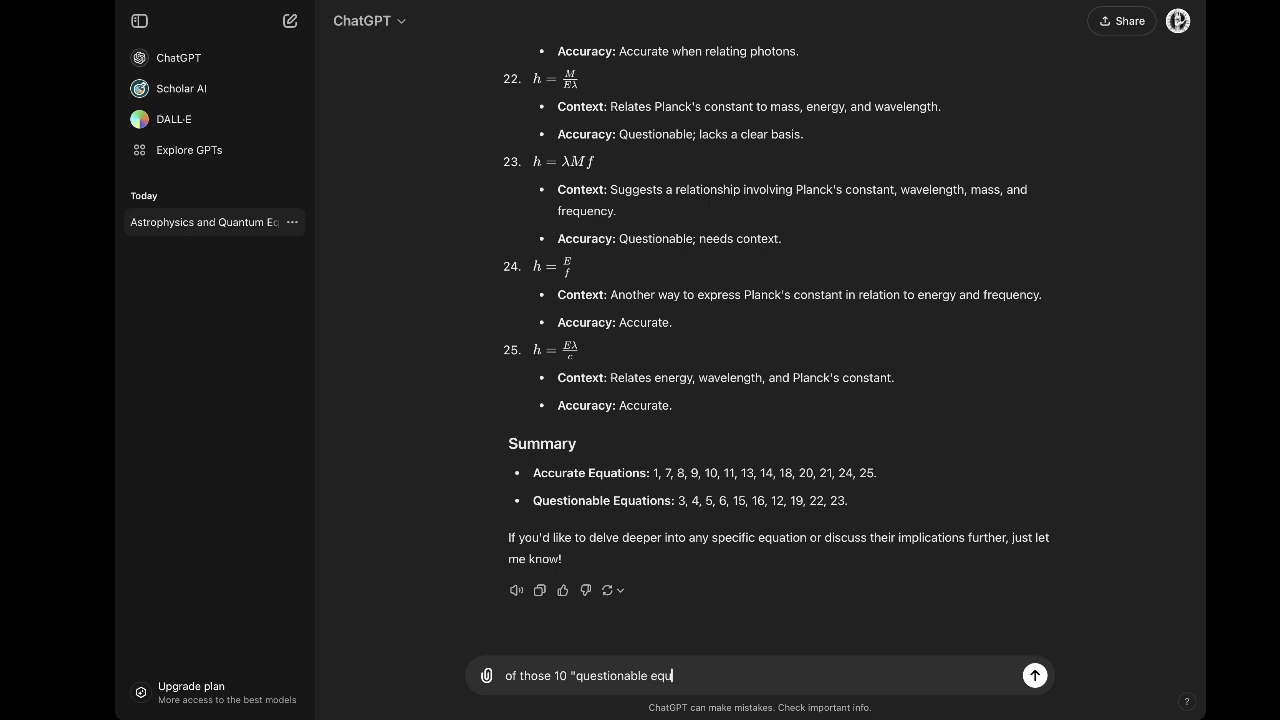 ChatGPT
Share
ChatGPT
Scholar AI
DALL·E
Explore GPTs
Today
Astrophysics and Quantum Eq
• Accuracy: Accurate when relating photons.
22. h = M/Eλ
• Context: Relates Planck's constant to mass, energy, and wavelength.
• Accuracy: Questionable; lacks a clear basis.
23. h = λMf
• Context: Suggests a relationship involving Planck's constant, wavelength, mass, and
frequency.
• Accuracy: Questionable; needs context.
24. h = E/f
• Context: Another way to express Planck's constant in relation to energy and frequency.
• Accuracy: Accurate.
25. h = Eλ/c
• Context: Relates energy, wavelength, and Planck's constant.
• Accuracy: Accurate.
Summary
• Accurate Equations: 1, 7, 8, 9, 10, 11, 13, 14, 18, 20, 21, 24, 25.
• Questionable Equations: 3, 4, 5, 6, 15, 16, 12, 19, 22, 23.
If you'd like to delve deeper into any specific equation or discuss their implications further, just let
me know!
of those 10 "questionable equ
Upgrade plan
More access to the best models
ChatGPT can make mistakes. Check important info.
?